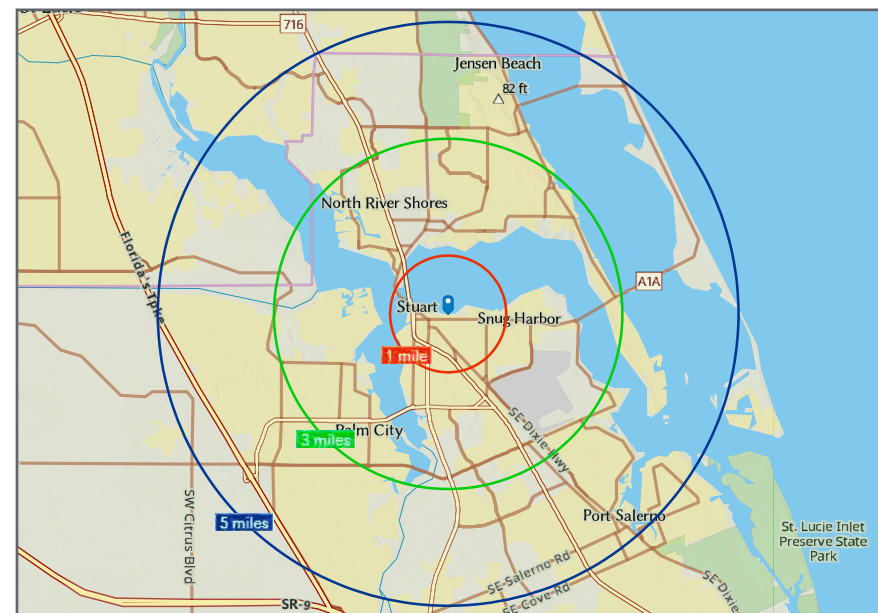 716
Jensen Beach
82 ft
North River Shores
Florida's Tpke
A1A
Stuart
Snug Harbor
1 mile
Palm City
3 miles
SE Dixie Hwy
5 miles
SW Citrus Blvd
Port Salerno
St. Lucie Inlet
Preserve State
Park
SE Salerno Rd
SE Cove Rd
SE Dixie
SR-9